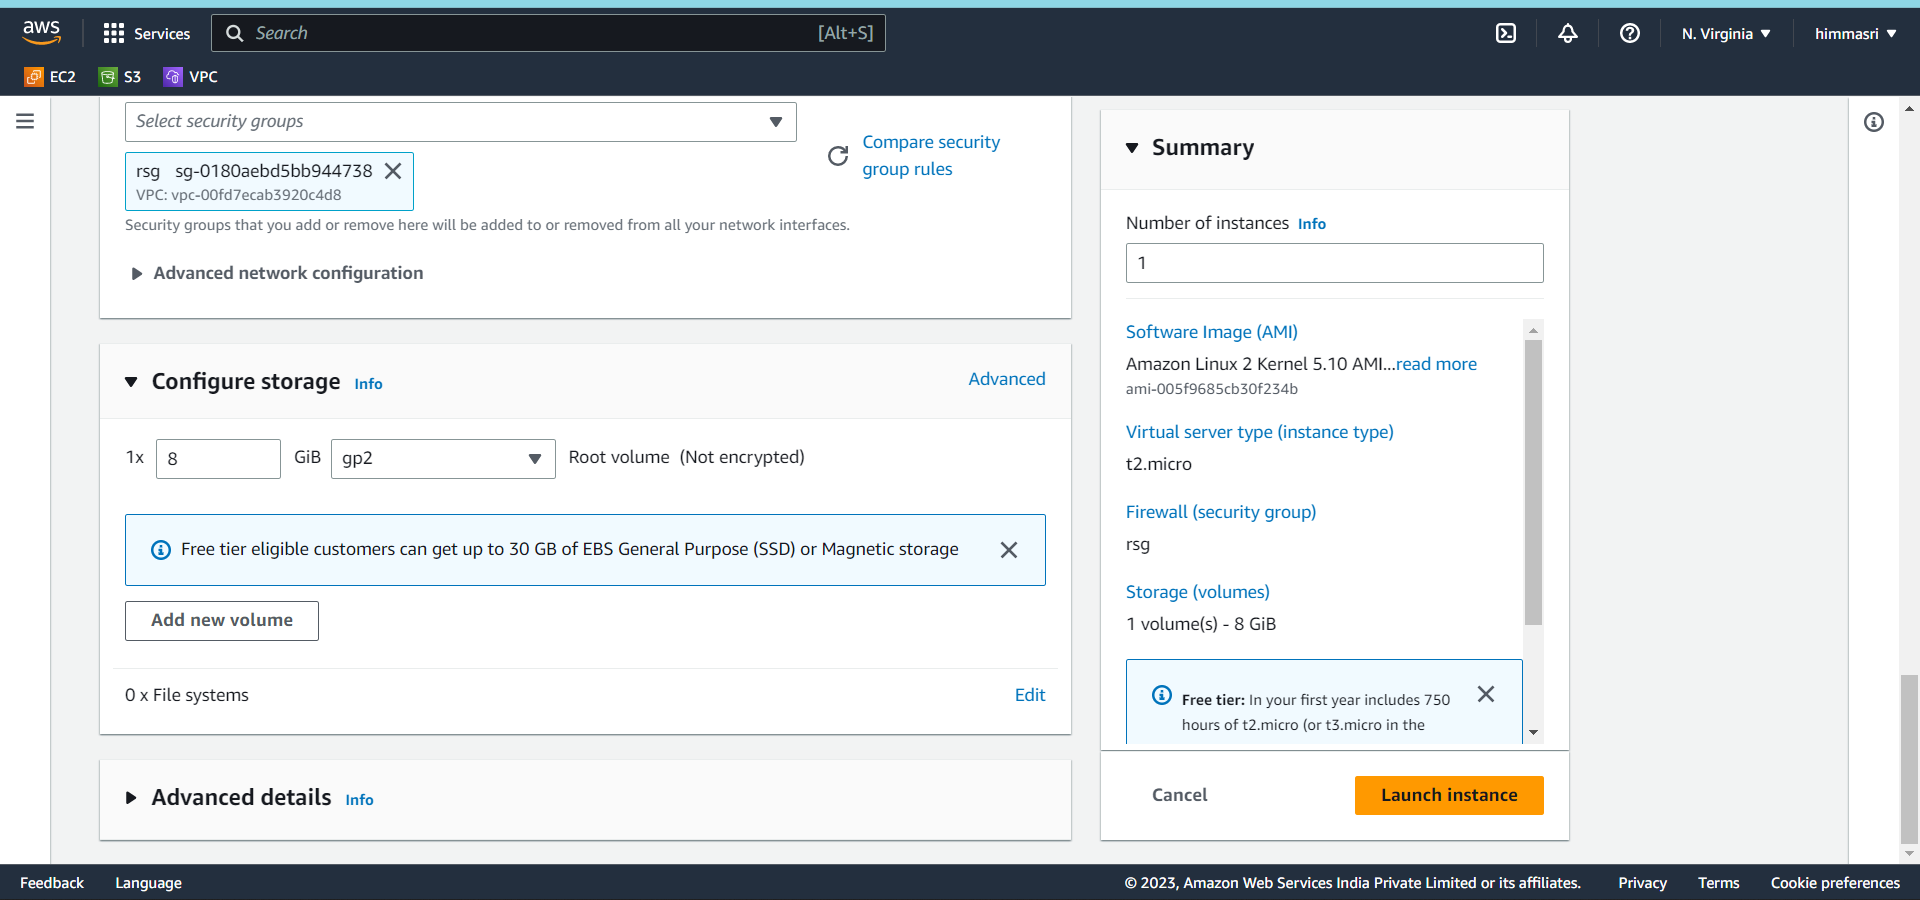 aws
Services
Search
[Alt+S]
N. Virginia
himmasri
EC2
S3
VPC
Select security groups
rsg sg-0180aebd5bb944738
VPC: vpc-00fd7ecab3920c4d8
Compare security
group rules
Security groups that you add or remove here will be added to or removed from all your network interfaces.
Advanced network configuration
Configure storage Info
Advanced
1x 8 GiB gp2 Root volume (Not encrypted)
Free tier eligible customers can get up to 30 GB of EBS General Purpose (SSD) or Magnetic storage
Add new volume
0 x File systems
Edit
Advanced details Info
Summary
Number of instances Info
1
Software Image (AMI)
Amazon Linux 2 Kernel 5.10 AMI...read more
ami-005f9685cb30f234b
Virtual server type (instance type)
t2.micro
Firewall (security group)
rsg
Storage (volumes)
1 volume(s) - 8 GiB
Free tier: In your first year includes 750
hours of t2.micro (or t3.micro in the
Cancel
Launch instance
Feedback
Language
© 2023, Amazon Web Services India Private Limited or its affiliates.
Privacy
Terms
Cookie preferences